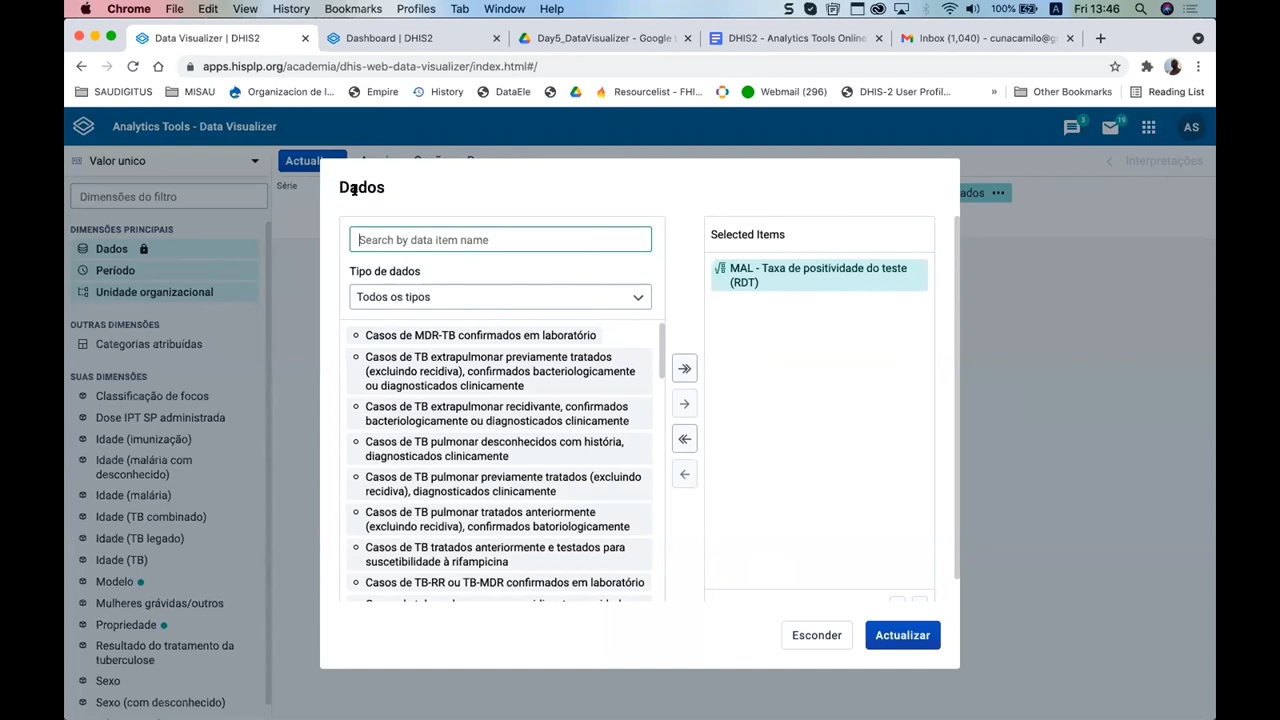 Chrome File Edit View History Bookmarks Profiles Tab Window Help 100% A Fri 13:46
Data Visualizer | DHIS2
Dashboard | DHIS2
Day5_DataVisualizer - Google
DHIS2 - Analytics Tools Online
Inbox (1,040) - cunacamilo@g
apps.hisplp.org/academia/dhis-web-data-visualizer/index.html#/
SAUDIGITUS MISAU Organizacion de I... Empire History DataEle Resourcelist - FHI... Webmail (296) DHIS-2 User Profil... » Other Bookmarks Reading List
Analytics Tools - Data Visualizer
3 19 AS
Valor unico
Interpretações
Série
ados •••
Dimensões do filtro
DIMENSÕES PRINCIPAIS
Dados
Período
Unidade organizacional
OUTRAS DIMENSÕES
Categorias atribuídas
SUAS DIMENSÕES
Classificação de focos
Dose IPT SP administrada
Idade (imunização)
Idade (malária com
desconhecido)
Idade (malária)
Idade (TB combinado)
Idade (TB legado)
Idade (TB)
Modelo
Mulheres grávidas/outros
Propriedade
Resultado do tratamento da
tuberculose
Sexo
Sexo (com desconhecido)
Dados
Search by data item name
Tipo de dados
Todos os tipos
Casos de MDR-TB confirmados em laboratório
Casos de TB extrapulmonar previamente tratados
(excluindo recidiva), confirmados bacteriologicamente
ou diagnosticados clinicamente
Casos de TB extrapulmonar recidivante, confirmados
bacteriologicamente ou diagnosticados clinicamente
Casos de TB pulmonar desconhecidos com história,
diagnosticados clinicamente
Casos de TB pulmonar previamente tratados (excluindo
recidiva), diagnosticados clinicamente
Casos de TB pulmonar tratados anteriormente
(excluindo recidiva), confirmados batoriologicamente
Casos de TB tratados anteriormente e testados para
suscetibilidade à rifampicina
Casos de TB-RR ou TB-MDR confirmados em laboratório
Selected Items
MAL - Taxa de positividade do teste
(RDT)
Esconder
Actualizar